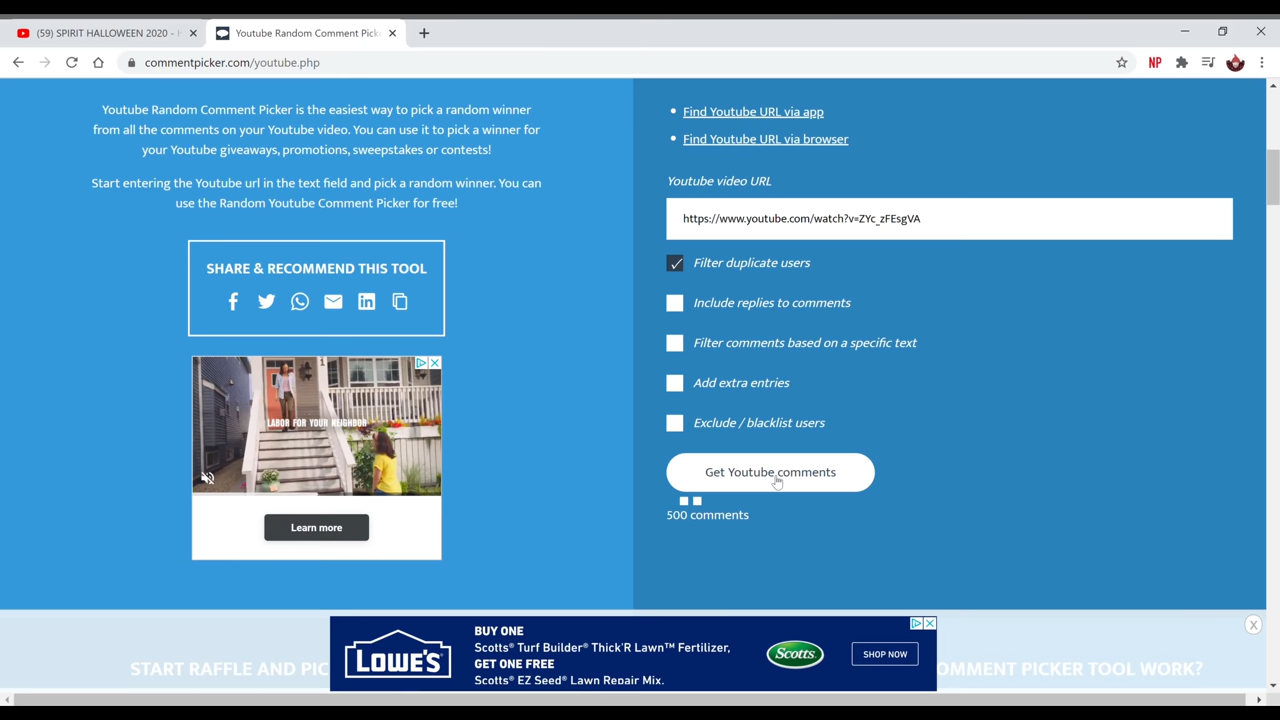 (59) SPIRIT HALLOWEEN 2020 -
Youtube Random Comment Pick
commentpicker.com/youtube.php
NP
Youtube Random Comment Picker is the easiest way to pick a random winner
from all the comments on your Youtube video. You can use it to pick a winner for
your Youtube giveaways, promotions, sweepstakes or contests!
Start entering the Youtube url in the text field and pick a random winner. You can
use the Random Youtube Comment Picker for free!
SHARE & RECOMMEND THIS TOOL
LABOR FOR YOUR NEIGHBOR
Learn more
Find Youtube URL via app
Find Youtube URL via browser
Youtube video URL
https://www.youtube.com/watch?v=ZYc_zFEsgVA
Filter duplicate users
Include replies to comments
Filter comments based on a specific text
Add extra entries
Exclude / blacklist users
Get Youtube comments
500 comments
START RAFFLE AND PIC
OMMENT PICKER TOOL WORK?
LOWE'S
BUY ONE
Scotts® Turf Builder® Thick'R Lawn™ Fertilizer,
GET ONE FREE
Scotts® EZ Seed® Lawn Repair Mix.
Scotts
SHOP NOW
X